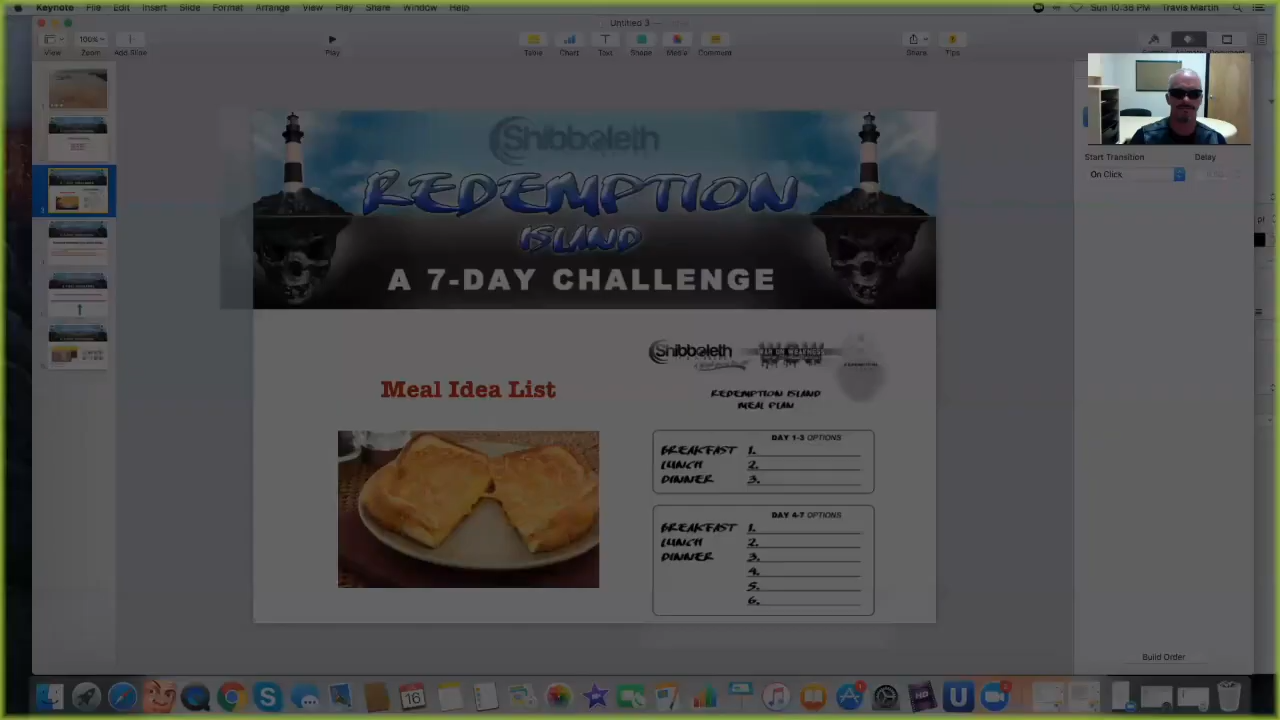 Keynote File Edit Insert Slide Format Arrange View Play Share Window Help
Sun 10:38 PM Travis Martin
Untitled 3 —
100%
View Zoom Add Slide Play Table Chart Text Shape Media Comment Share Tips
Start Transition Delay
On Click
Shibboleth
REDEMPTION
ISLAND
A 7-DAY CHALLENGE
Shibboleth
Meal Idea List
REDEMPTION ISLAND
MEAL PLAN
DAY 1-3 OPTIONS
BREAKFAST 1.
LUNCH 2.
DINNER 3.
DAY 4-7 OPTIONS
BREAKFAST 1.
LUNCH 2.
DINNER 3.
4.
5.
6.
Build Order
16